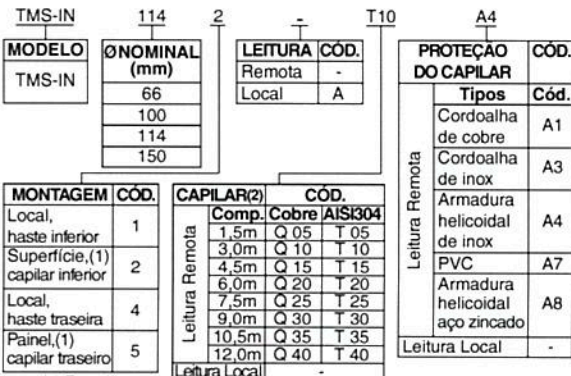 TMS-IN 114 2 - T10 A4
MODELO
TMS-IN
Ø NOMINAL
(mm)
66
100
114
150
LEITURA CÓD.
Remota -
Local A
PROTEÇÃO
DO CAPILAR CÓD.
Leitura Remota
Tipos Cód.
Cordoalha
de cobre A1
Cordoalha
de inox A3
Armadura
helicoidal
de inox A4
PVC A7
Armadura
helicoidal
aço zincado A8
Leitura Local -
MONTAGEM CÓD.
Local,
haste inferior 1
Superfície,(1)
capilar inferior 2
Local,
haste traseira 4
Painel,(1)
capilar traseiro 5
CAPILAR(2) CÓD.
Leitura Remota
Comp. Cobre AISI304
1,5m Q 05 T 05
3,0m Q 10 T 10
4,5m Q 15 T 15
6,0m Q 20 T 20
7,5m Q 25 T 25
9,0m Q 30 T 30
10,5m Q 35 T 35
12,0m Q 40 T 40
Leitura Local -